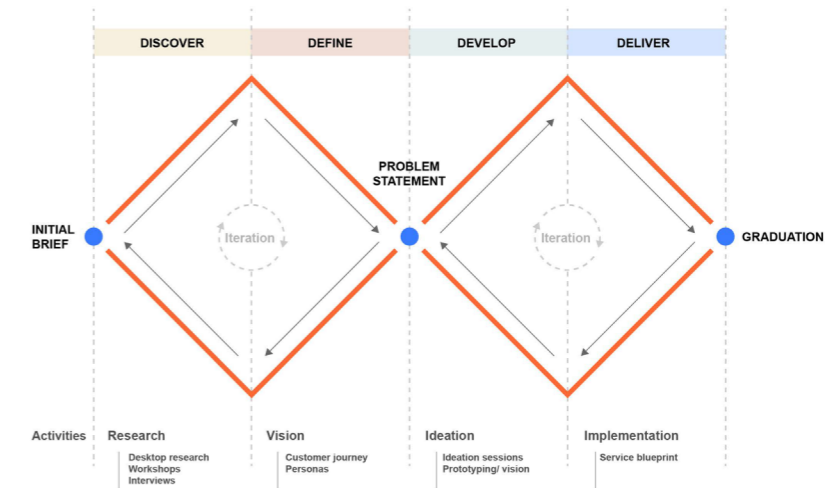 DISCOVER
DEFINE
DEVELOP
DELIVER
PROBLEM
STATEMENT
INITIAL
BRIEF
Iteration
Iteration
GRADUATION
Activities
Research
Vision
Ideation
Implementation
Desktop research
Workshops
Interviews
Customer journey
Personas
Ideation sessions
Prototyping/ vision
Service blueprint